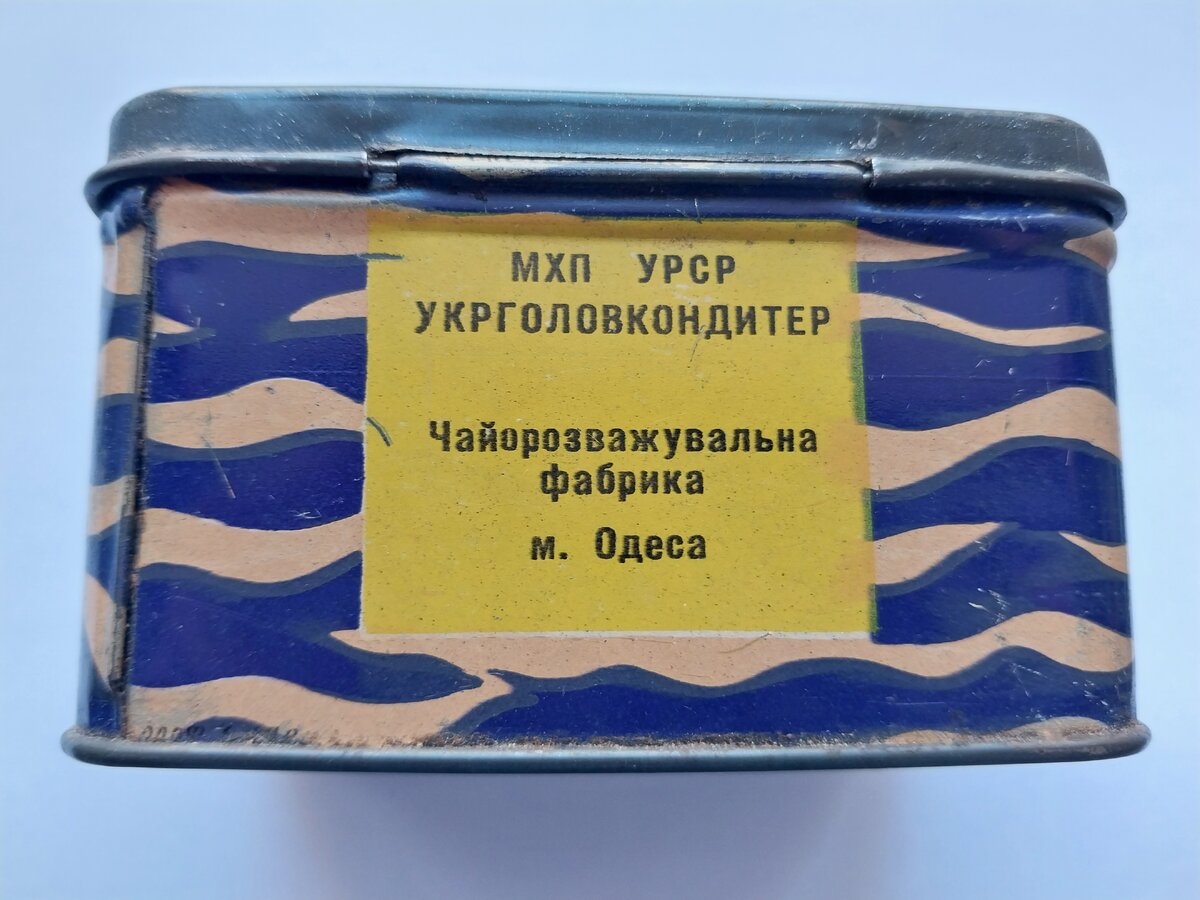 МХП УРСР
УКРГОЛОВКОНДИТЕР
Чайорозважувальна
фабрика
м. Одеса